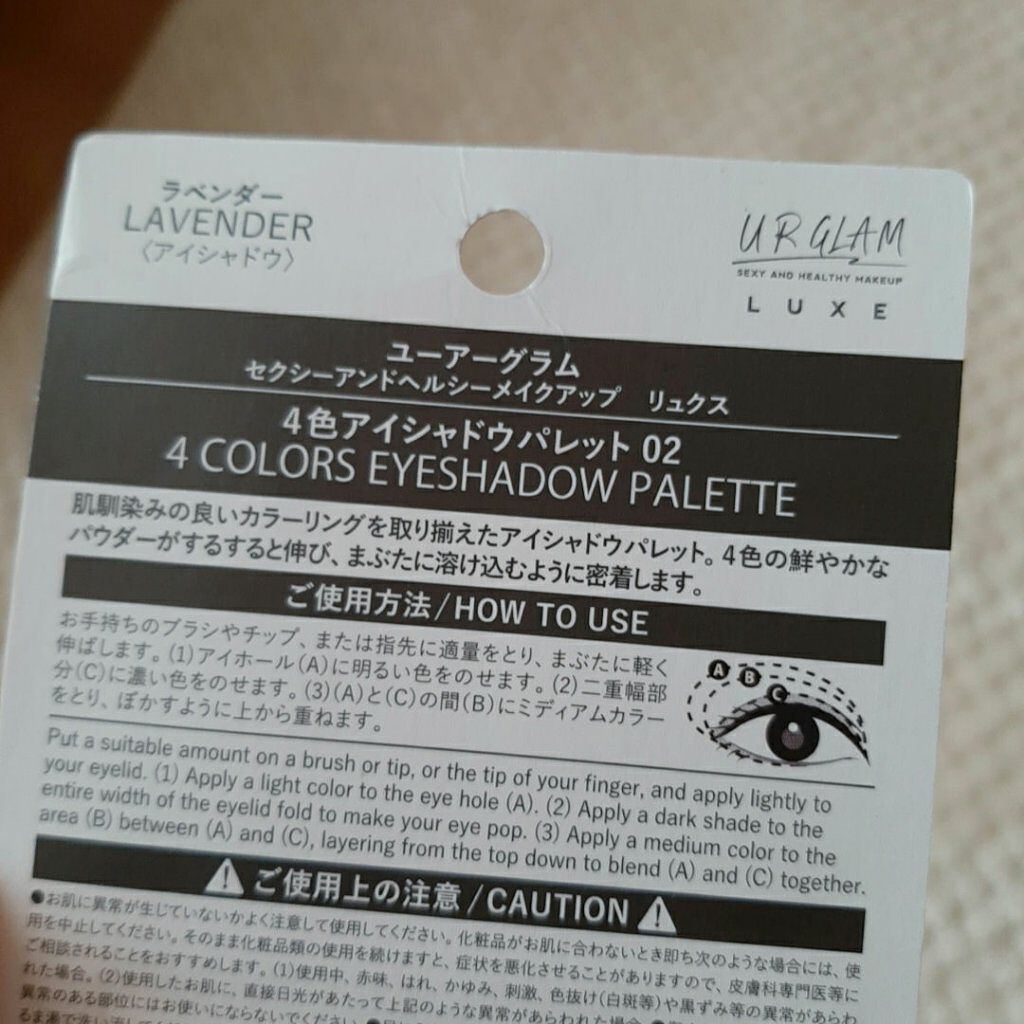 ラベンダー
LAVENDER
〈アイシャドウ〉
URGLAM
SEXY AND HEALTHY MAKEUP
LUXE
ユーアーグラム
セクシーアンドヘルシーメイクアップ　リュクス
4色アイシャドウパレット 02
4 COLORS EYESHADOW PALETTE
肌馴染みの良いカラーリングを取り揃えたアイシャドウパレット。4色の鮮やかな
パウダーがするすると伸び、まぶたに溶け込むように密着します。
ご使用方法/HOW TO USE
お手持ちのブラシやチップ、または指先に適量をとり、まぶたに軽く
伸ばします。(1)アイホール(A)に明るい色をのせます。(2)二重幅部
分(C)に濃い色をのせます。(3)(A)と(C)の間(B)にミディアムカラー
をとり、ぼかすように上から重ねます。
A B C
Put a suitable amount on a brush or tip, or the tip of your finger, and apply lightly to
your eyelid. (1) Apply a light color to the eye hole (A). (2) Apply a dark shade to the
entire width of the eyelid fold to make your eye pop. (3) Apply a medium color to the
area (B) between (A) and (C), layering from the top down to blend (A) and (C) together.
ご使用上の注意/CAUTION
●お肌に異常が生じていないかよく注意して使用してください。化粧品がお肌に合わないとき即ち次のような場合には、使
用を中止してください。そのまま化粧品類の使用を続けますと、症状を悪化させることがありますので、皮膚科専門医等に
ご相談されることをおすすめします。(1)使用中、赤味、はれ、かゆみ、刺激、色抜け(白斑等)や黒ずみ等の異常があらわ
れた場合。(2)使用したお肌に、直接日光があたって上記のような異常があらわれた場合
異常のある部位にはお使いにならないでください